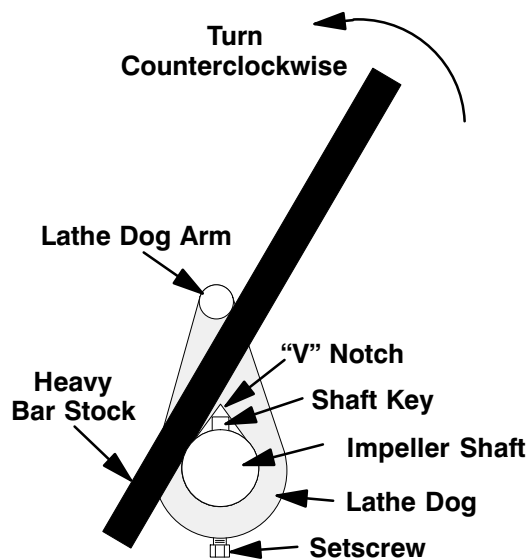 Turn
Counterclockwise
Lathe Dog Arm
“V” Notch
Heavy
Bar Stock
Shaft Key
Impeller Shaft
Lathe Dog
Setscrew